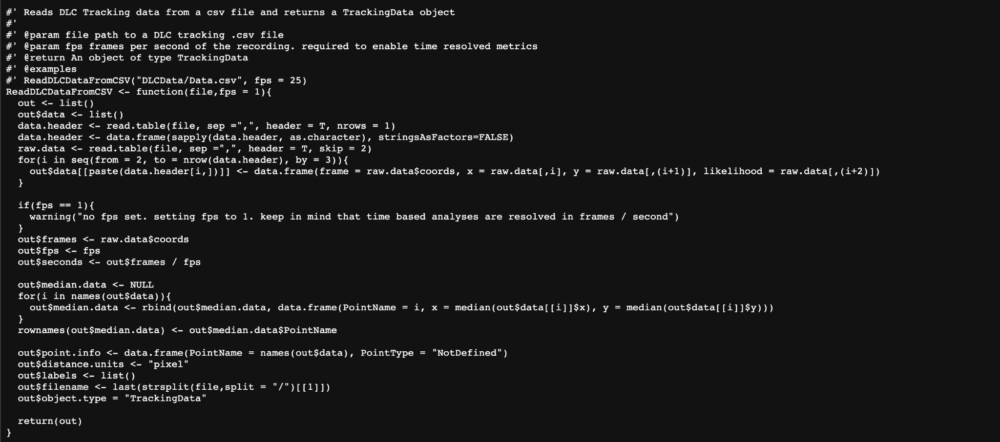 #' Reads DLC Tracking data from a csv file and returns a TrackingData object
#'
#' @param file path to a DLC tracking .csv file
#' @param fps frames per second of the recording. required to enable time resolved metrics
#' @return An object of type TrackingData
#' @examples
#' ReadDLCDataFromCSV("DLCData/Data.csv", fps = 25)
ReadDLCDataFromCSV <- function(file,fps = 1){
  out <- list()
  out$data <- list()
  data.header <- read.table(file, sep =",", header = T, nrows = 1)
  data.header <- data.frame(sapply(data.header, as.character), stringsAsFactors=FALSE)
  raw.data <- read.table(file, sep =",", header = T, skip = 2)
  for(i in seq(from = 2, to = nrow(data.header), by = 3)){
    out$data[[paste(data.header[i,])]] <- data.frame(frame = raw.data$coords, x = raw.data[,i], y = raw.data[,(i+1)], likelihood = raw.data[,(i+2)])
  }

  if(fps == 1){
    warning("no fps set. setting fps to 1. keep in mind that time based analyses are resolved in frames / second")
  }
  out$frames <- raw.data$coords
  out$fps <- fps
  out$seconds <- out$frames / fps

  out$median.data <- NULL
  for(i in names(out$data)){
    out$median.data <- rbind(out$median.data, data.frame(PointName = i, x = median(out$data[[i]]$x), y = median(out$data[[i]]$y)))
  }
  rownames(out$median.data) <- out$median.data$PointName

  out$point.info <- data.frame(PointName = names(out$data), PointType = "NotDefined")
  out$distance.units <- "pixel"
  out$labels <- list()
  out$filename <- last(strsplit(file,split = "/")[[1]])
  out$object.type = "TrackingData"

  return(out)
}